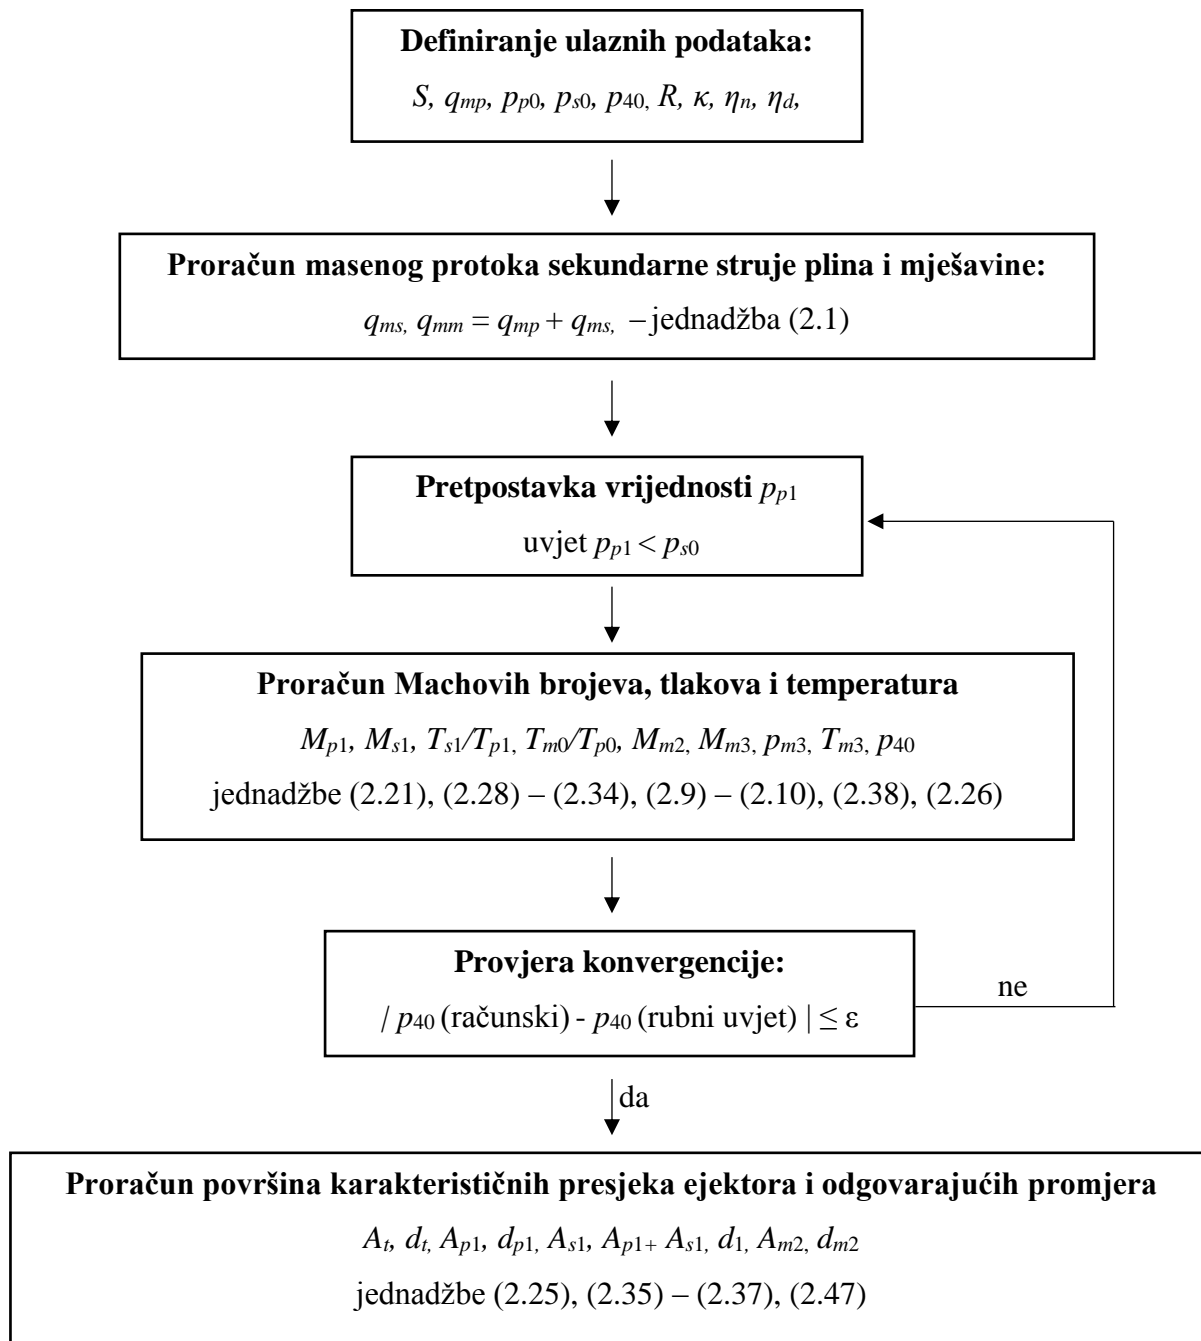 Definiranje ulaznih podataka:
S, qmp, pp0, ps0, p40, R, κ, ηn, ηd,
Proračun masenog protoka sekundarne struje plina i mješavine:
qms, qmm = qmp + qms, – jednadžba (2.1)
Pretpostavka vrijednosti pp1
uvjet pp1 < ps0
Proračun Machovih brojeva, tlakova i temperatura
Mp1, Ms1, Ts1/Tp1, Tm0/Tp0, Mm2, Mm3, pm3, Tm3, p40
jednadžbe (2.21), (2.28) – (2.34), (2.9) – (2.10), (2.38), (2.26)
Provjera konvergencije:
| p40 (računski) - p40 (rubni uvjet) | ≤ ε
ne
da
Proračun površina karakterističnih presjeka ejektora i odgovarajućih promjera
At, dt, Ap1, dp1, As1, Ap1+ As1, d1, Am2, dm2
jednadžbe (2.25), (2.35) – (2.37), (2.47)